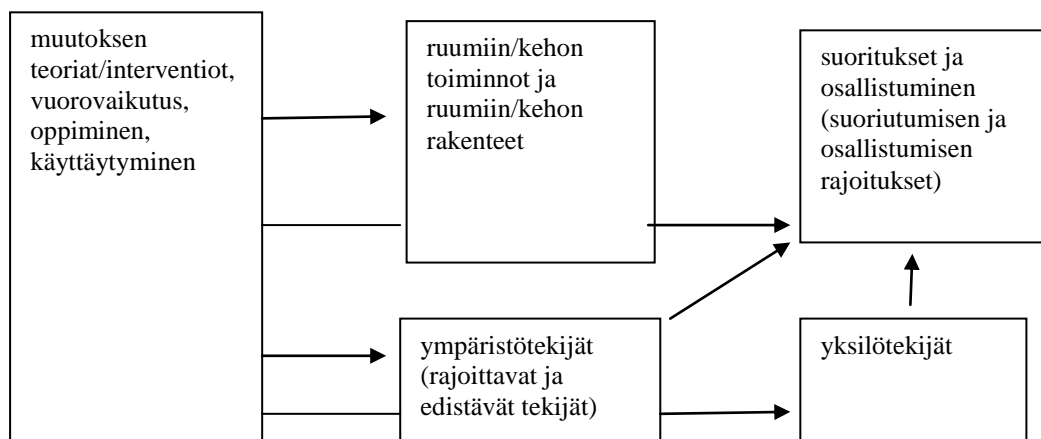 muutoksen
teoriat/interventiot,
vuorovaikutus,
oppiminen,
käyttäytyminen
ruumiin/kehon
toiminnot ja
ruumiin/kehon
rakenteet
suoritukset ja
osallistuminen
(suoriutumisen ja
osallistumisen
rajoitukset)
ympäristötekijät
(rajoittavat ja
edistävät tekijät)
yksilötekijät